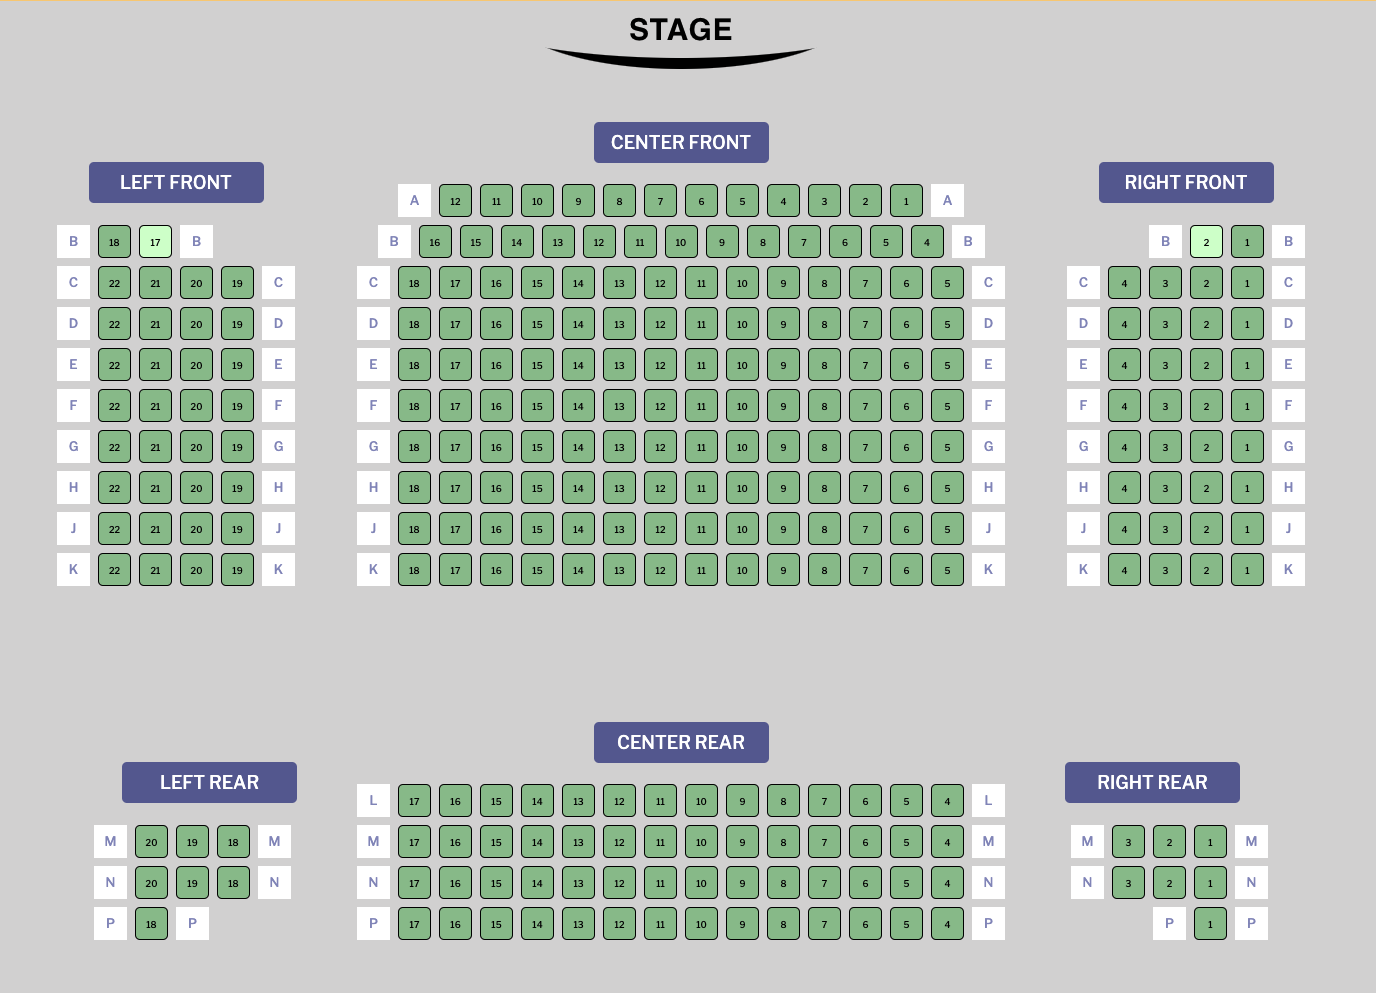 STAGE
CENTER FRONT
LEFT FRONT
RIGHT FRONT
A 12 11 10 9 8 7 6 5 4 3 2 1 A
B 18 17 B B 16 15 14 13 12 11 10 9 8 7 6 5 4 B B 2 1 B
C 22 21 20 19 C C 18 17 16 15 14 13 12 11 10 9 8 7 6 5 C C 4 3 2 1 C
D 22 21 20 19 D D 18 17 16 15 14 13 12 11 10 9 8 7 6 5 D D 4 3 2 1 D
E 22 21 20 19 E E 18 17 16 15 14 13 12 11 10 9 8 7 6 5 E E 4 3 2 1 E
F 22 21 20 19 F F 18 17 16 15 14 13 12 11 10 9 8 7 6 5 F F 4 3 2 1 F
G 22 21 20 19 G G 18 17 16 15 14 13 12 11 10 9 8 7 6 5 G G 4 3 2 1 G
H 22 21 20 19 H H 18 17 16 15 14 13 12 11 10 9 8 7 6 5 H H 4 3 2 1 H
J 22 21 20 19 J J 18 17 16 15 14 13 12 11 10 9 8 7 6 5 J J 4 3 2 1 J
K 22 21 20 19 K K 18 17 16 15 14 13 12 11 10 9 8 7 6 5 K K 4 3 2 1 K
CENTER REAR
LEFT REAR
RIGHT REAR
L 17 16 15 14 13 12 11 10 9 8 7 6 5 4 L
M 20 19 18 M M 17 16 15 14 13 12 11 10 9 8 7 6 5 4 M M 3 2 1 M
N 20 19 18 N N 17 16 15 14 13 12 11 10 9 8 7 6 5 4 N N 3 2 1 N
P 18 P P 17 16 15 14 13 12 11 10 9 8 7 6 5 4 P P 1 P